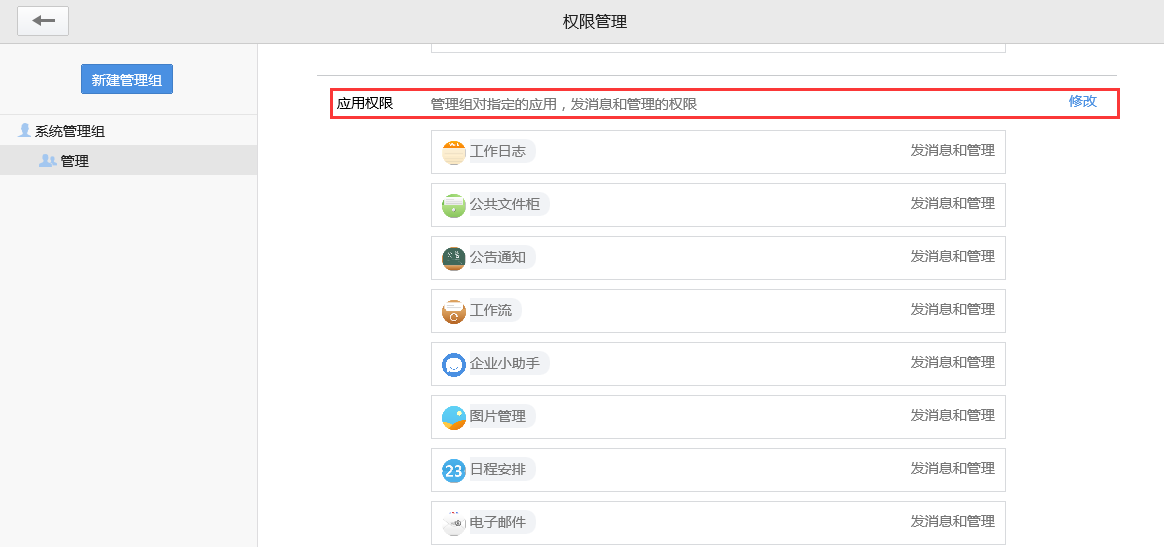 权限管理
新建管理组
系统管理组
管理
应用权限 管理组对指定的应用，发消息和管理的权限 修改
工作日志 发消息和管理
公共文件柜 发消息和管理
公告通知 发消息和管理
工作流 发消息和管理
企业小助手 发消息和管理
图片管理 发消息和管理
23 日程安排 发消息和管理
电子邮件 发消息和管理